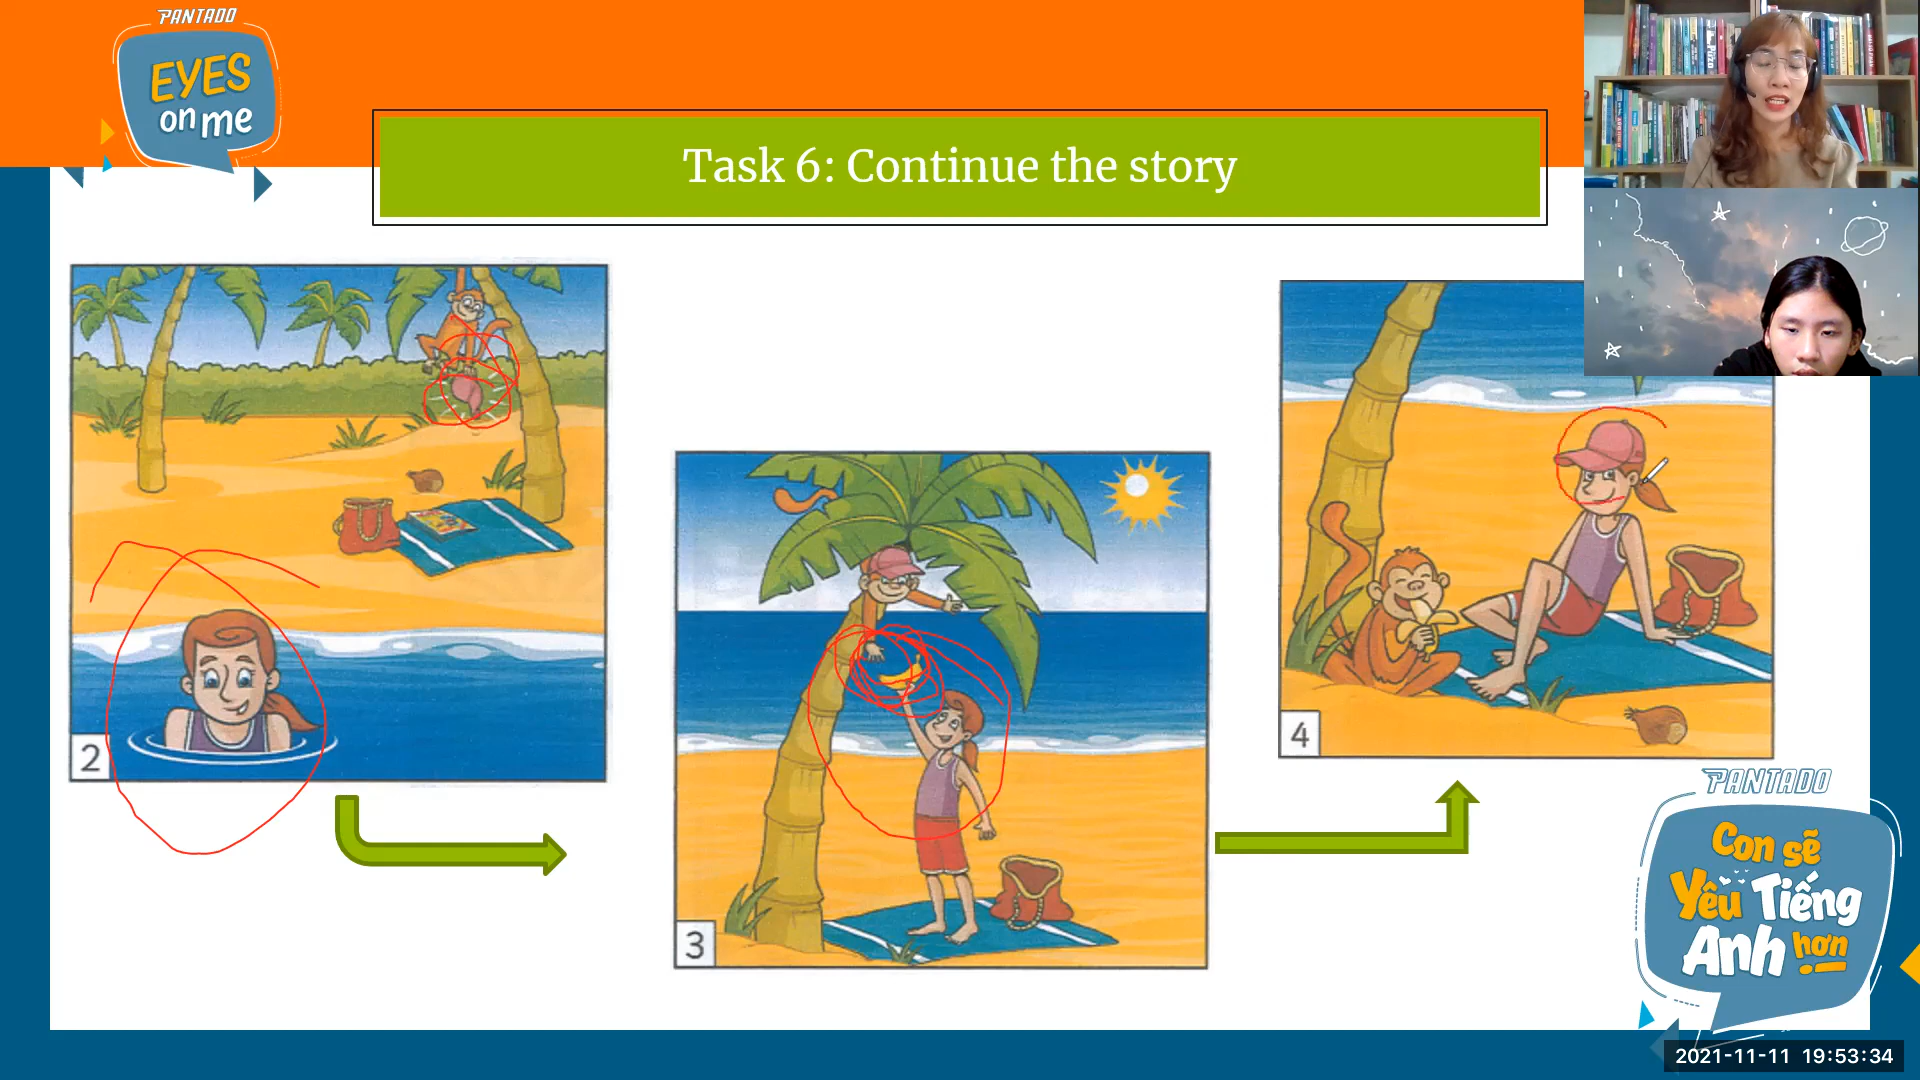 PANTADO
EYES
on me
Task 6: Continue the story
2
3
4
PANTADO
Con sẽ
Yêu Tiếng
Anh hơn
2021-11-11 19:53:34